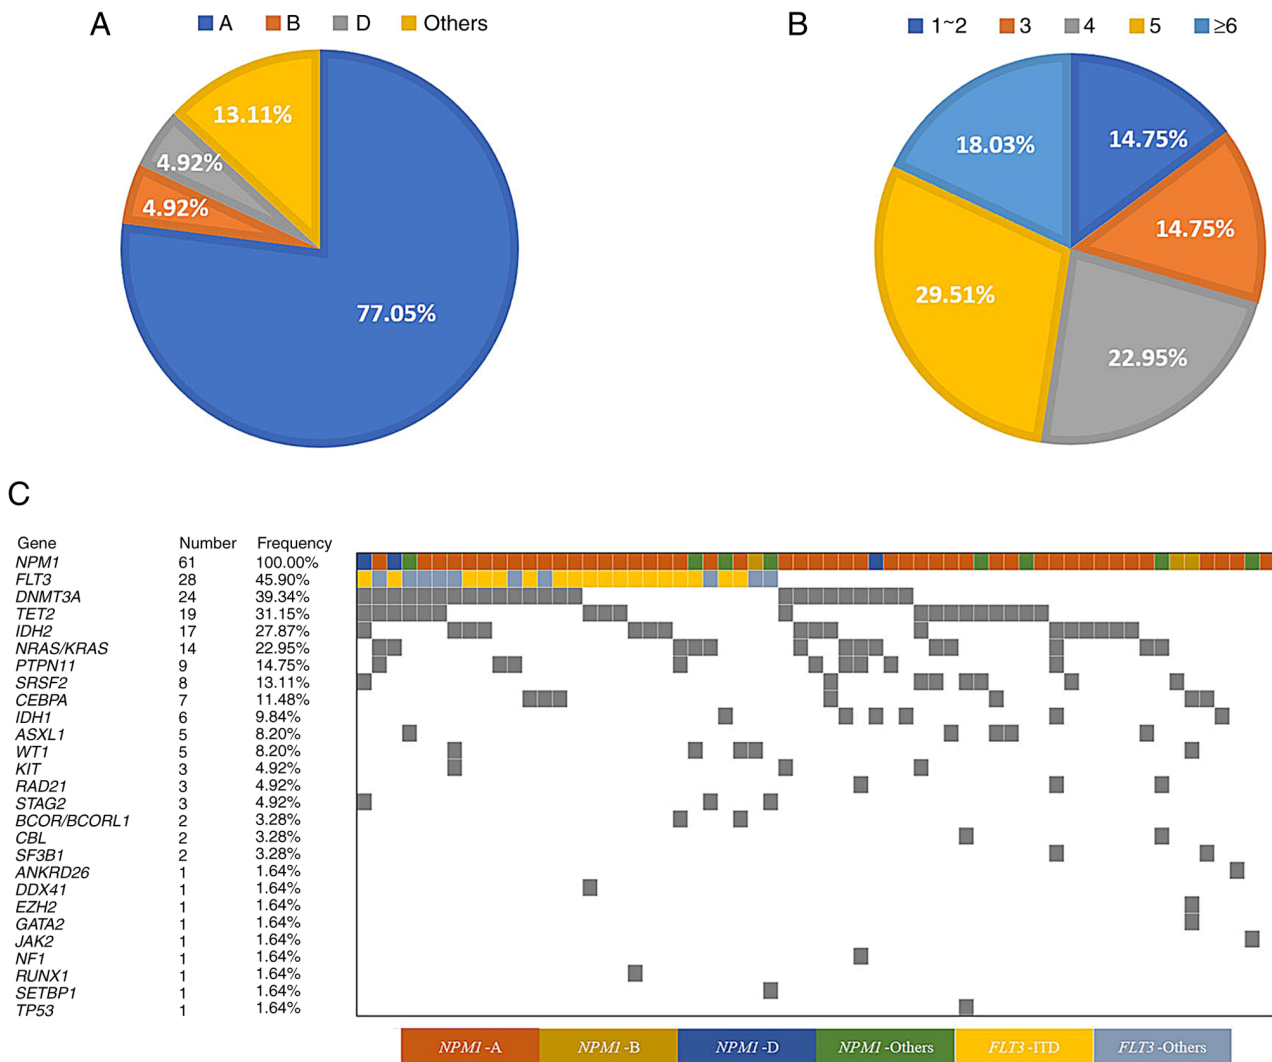 A
A B D Others
13.11%
4.92%
4.92%
77.05%
B
1~2 3 4 5 ≥6
18.03%
14.75%
14.75%
29.51%
22.95%
C
Gene Number Frequency
NPM1 61 100.00%
FLT3 28 45.90%
DNMT3A 24 39.34%
TET2 19 31.15%
IDH2 17 27.87%
NRAS/KRAS 14 22.95%
PTPN11 9 14.75%
SRSF2 8 13.11%
CEBPA 7 11.48%
IDH1 6 9.84%
ASXL1 5 8.20%
WT1 5 8.20%
KIT 3 4.92%
RAD21 3 4.92%
STAG2 3 4.92%
BCOR/BCORL1 2 3.28%
CBL 2 3.28%
SF3B1 2 3.28%
ANKRD26 1 1.64%
DDX41 1 1.64%
EZH2 1 1.64%
GATA2 1 1.64%
JAK2 1 1.64%
NF1 1 1.64%
RUNX1 1 1.64%
SETBP1 1 1.64%
TP53 1 1.64%
NPM1-A NPM1-B NPM1-D NPM1-Others FLT3-ITD FLT3-Others